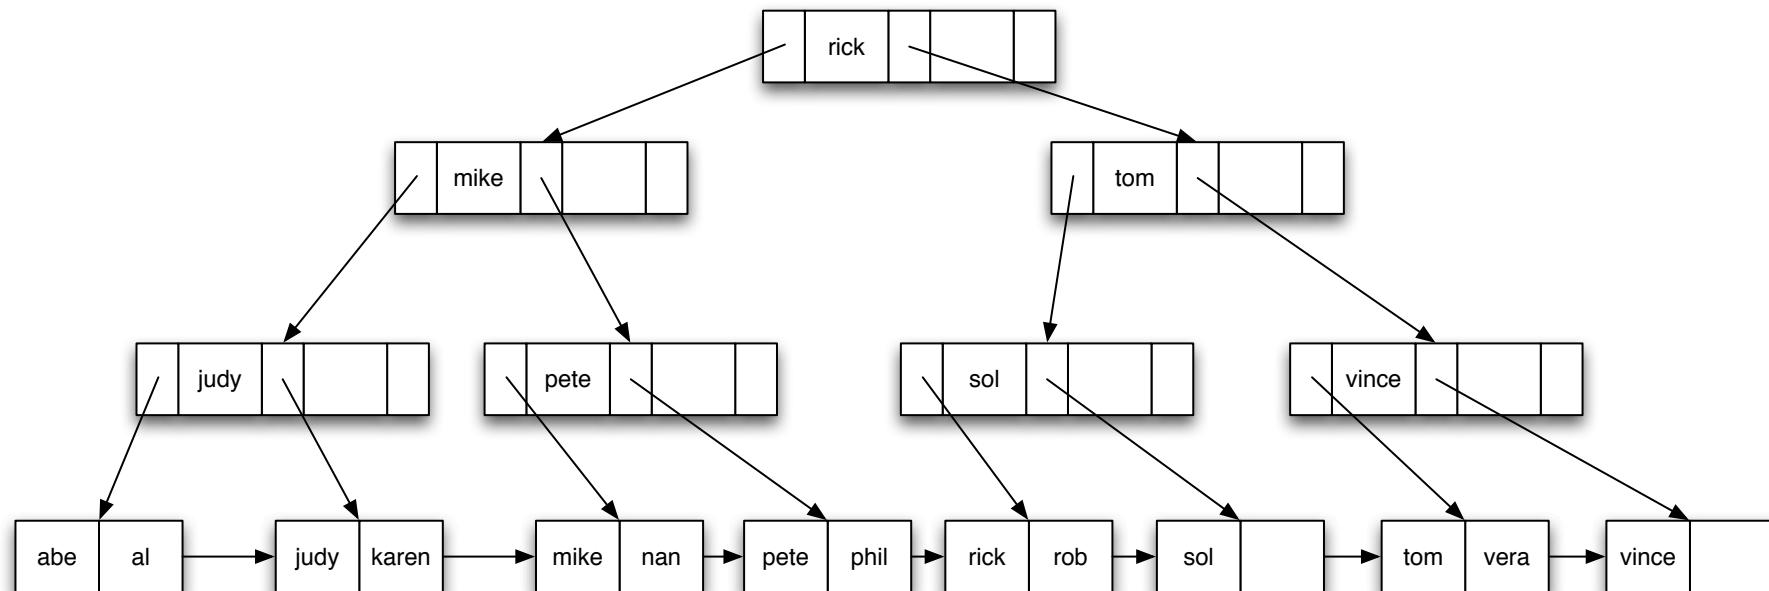 rick
mike tom
judy pete sol vince
abe al judy karen mike nan pete phil rick rob sol tom vera vince